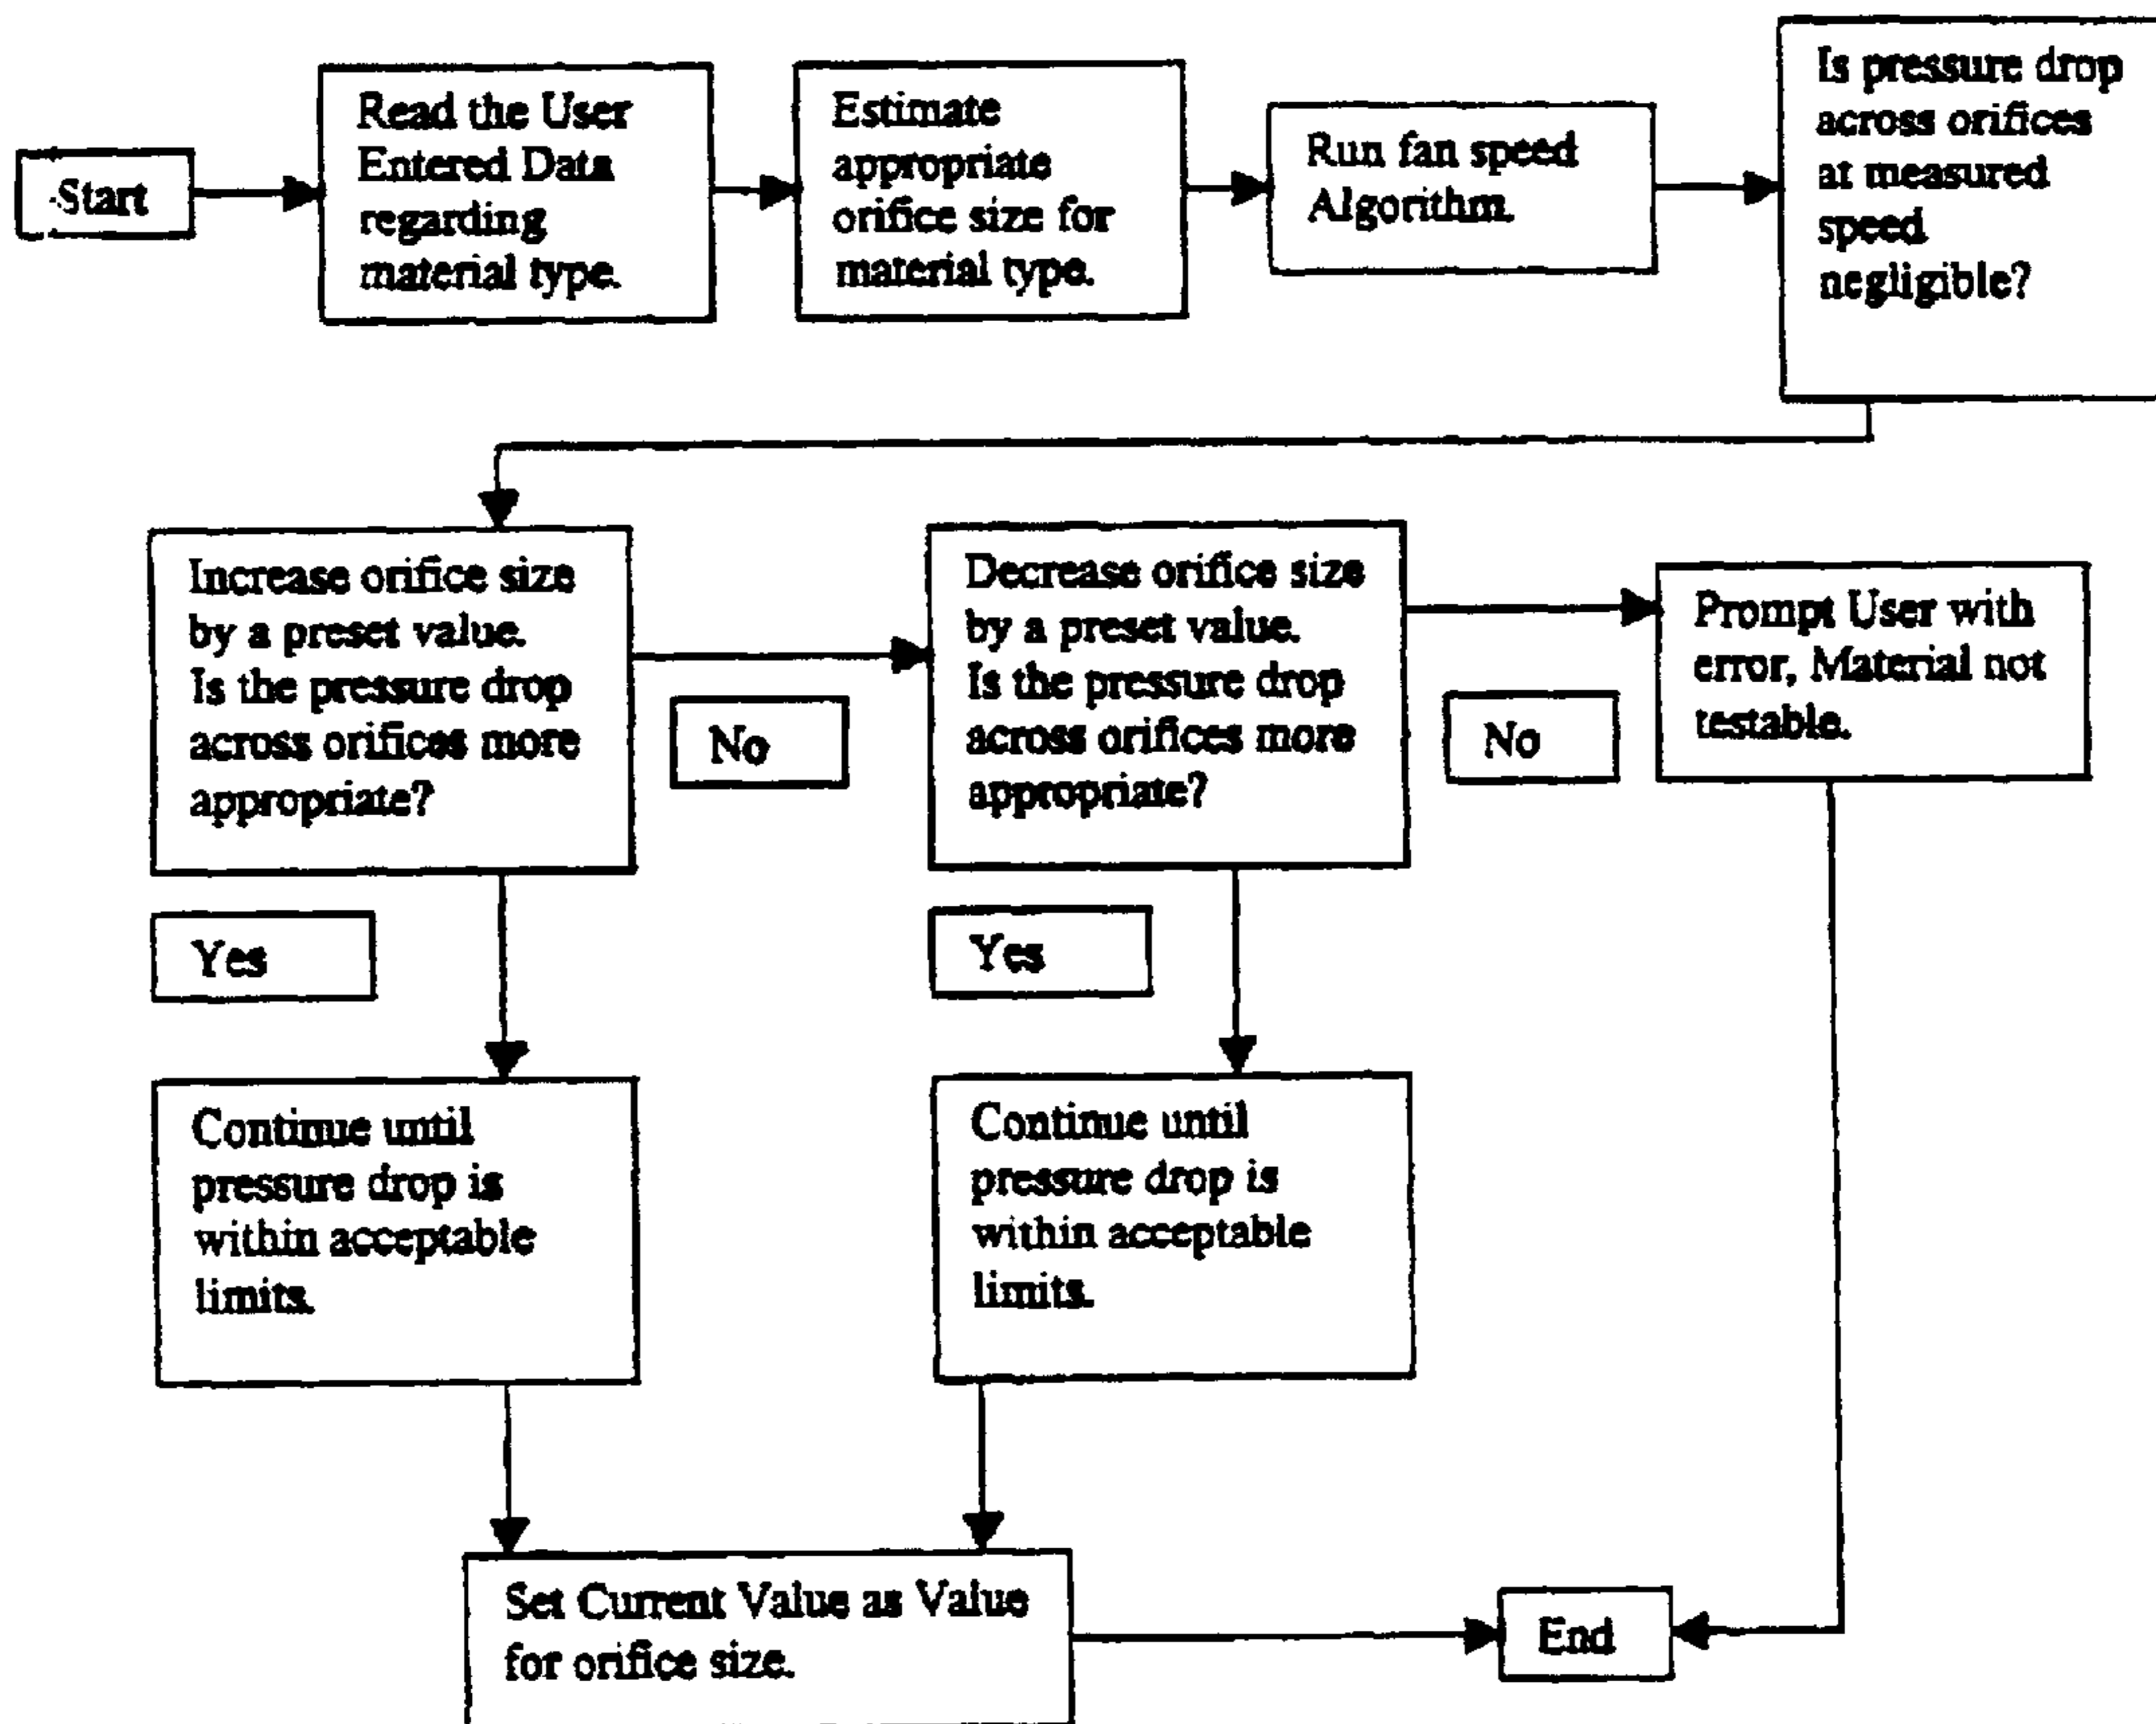 Start
Read the User
Entered Data
regarding
material type.
Estimate
appropriate
orifice size for
material type.
Run fan speed
Algorithm.
Is pressure drop
across orifices
at measured
speed
negligible?
Increase orifice size
by a preset value.
Is the pressure drop
across orifices more
appropriate?
No
Decrease orifice size
by a preset value.
Is the pressure drop
across orifices more
appropriate?
No
Prompt User with
error, Material not
testable.
Yes
Yes
Continue until
pressure drop is
within acceptable
limits.
Continue until
pressure drop is
within acceptable
limits.
Set Current Value as Value
for orifice size.
End